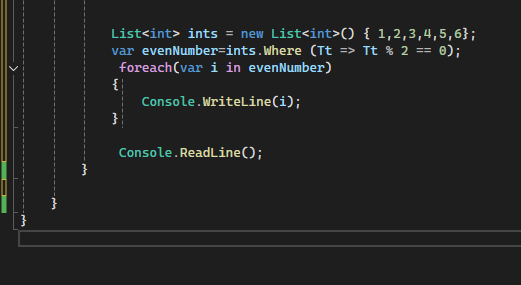 List<int> ints = new List<int>() { 1,2,3,4,5,6};
var evenNumber=ints.Where (Tt => Tt % 2 == 0);
foreach(var i in evenNumber)
{
Console.WriteLine(i);
}
Console.ReadLine();
}
}
}